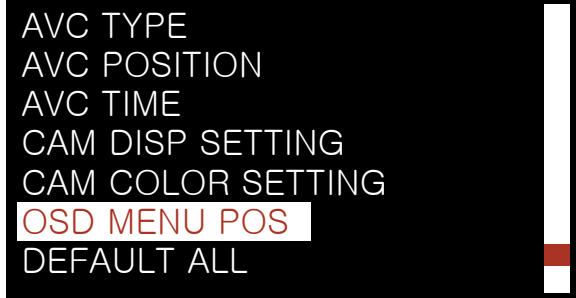 AVC TYPE
AVC POSITION
AVC TIME
CAM DISP SETTING
CAM COLOR SETTING
OSD MENU POS
DEFAULT ALL